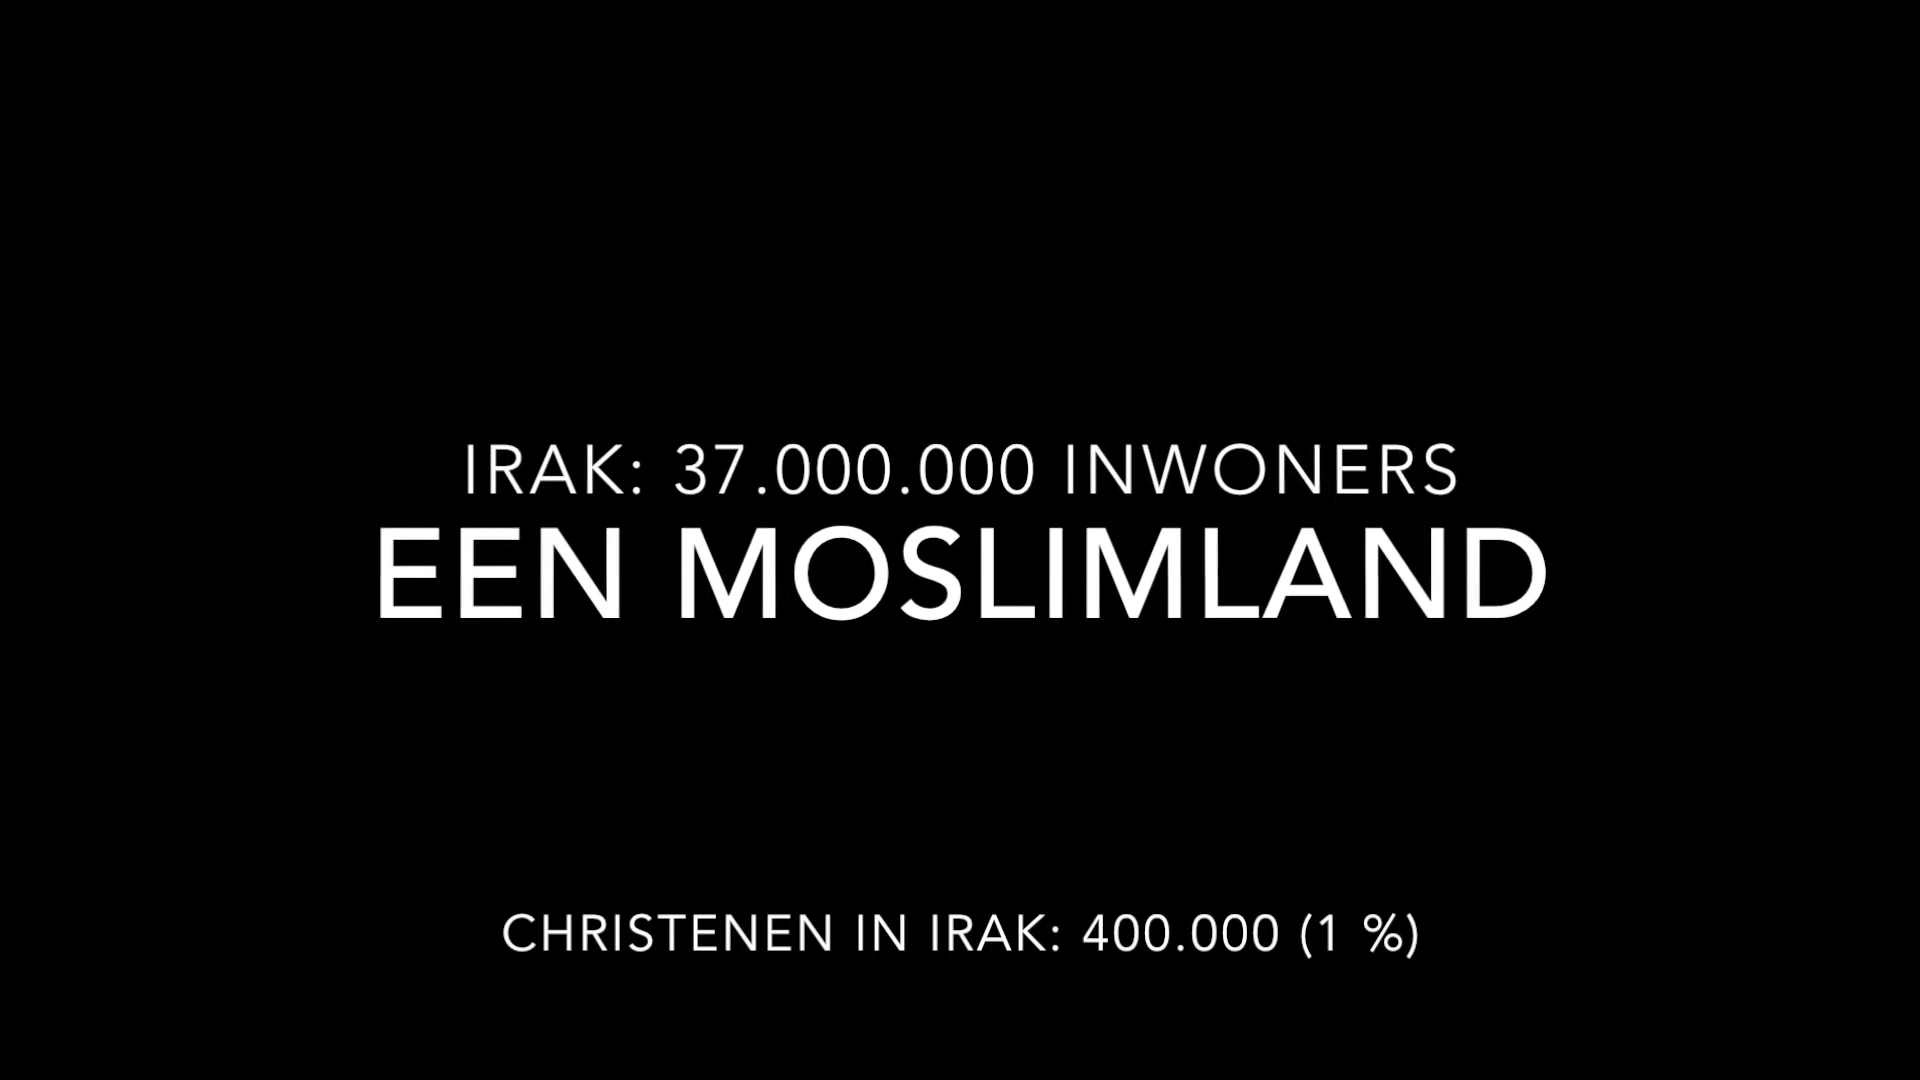 IRAK: 37.000.000 INWONERS
EEN MOSLIMLAND
CHRISTENEN IN IRAK: 400.000 (1 %)